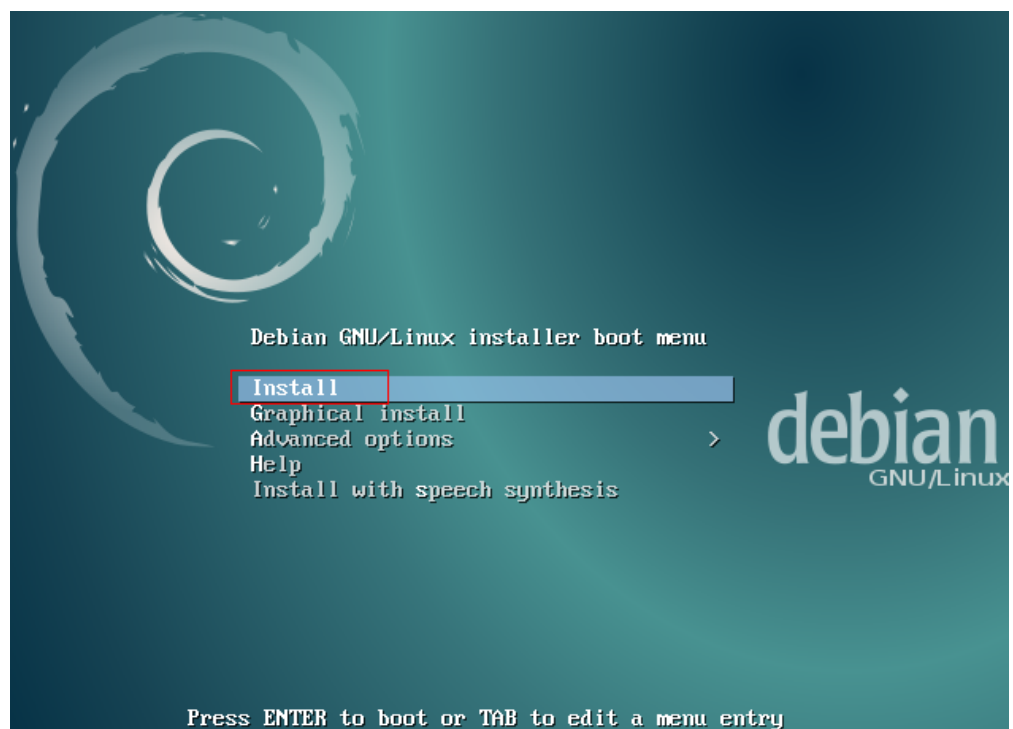 Debian GNU/Linux installer boot menu
Install
Graphical install
Advanced options >
Help
Install with speech synthesis
debian
GNU/Linux
Press ENTER to boot or TAB to edit a menu entry